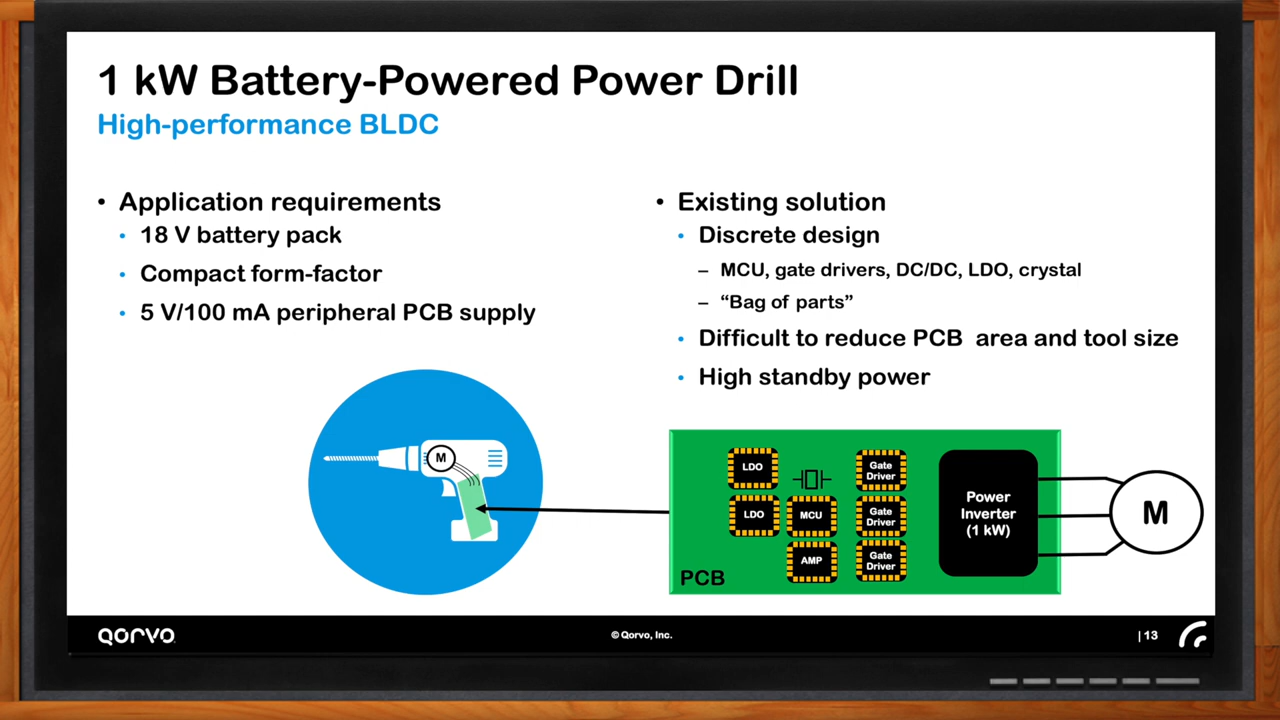 1 kW Battery-Powered Power Drill
High-performance BLDC
• Application requirements
• 18 V battery pack
• Compact form-factor
• 5 V/100 mA peripheral PCB supply
• Existing solution
• Discrete design
– MCU, gate drivers, DC/DC, LDO, crystal
– “Bag of parts”
• Difficult to reduce PCB area and tool size
• High standby power
M
LDO
LDO
MCU
AMP
Gate
Driver
Gate
Driver
Gate
Driver
Power
Inverter
(1 kW)
M
PCB
QORVO
© Qorvo, Inc.
| 13